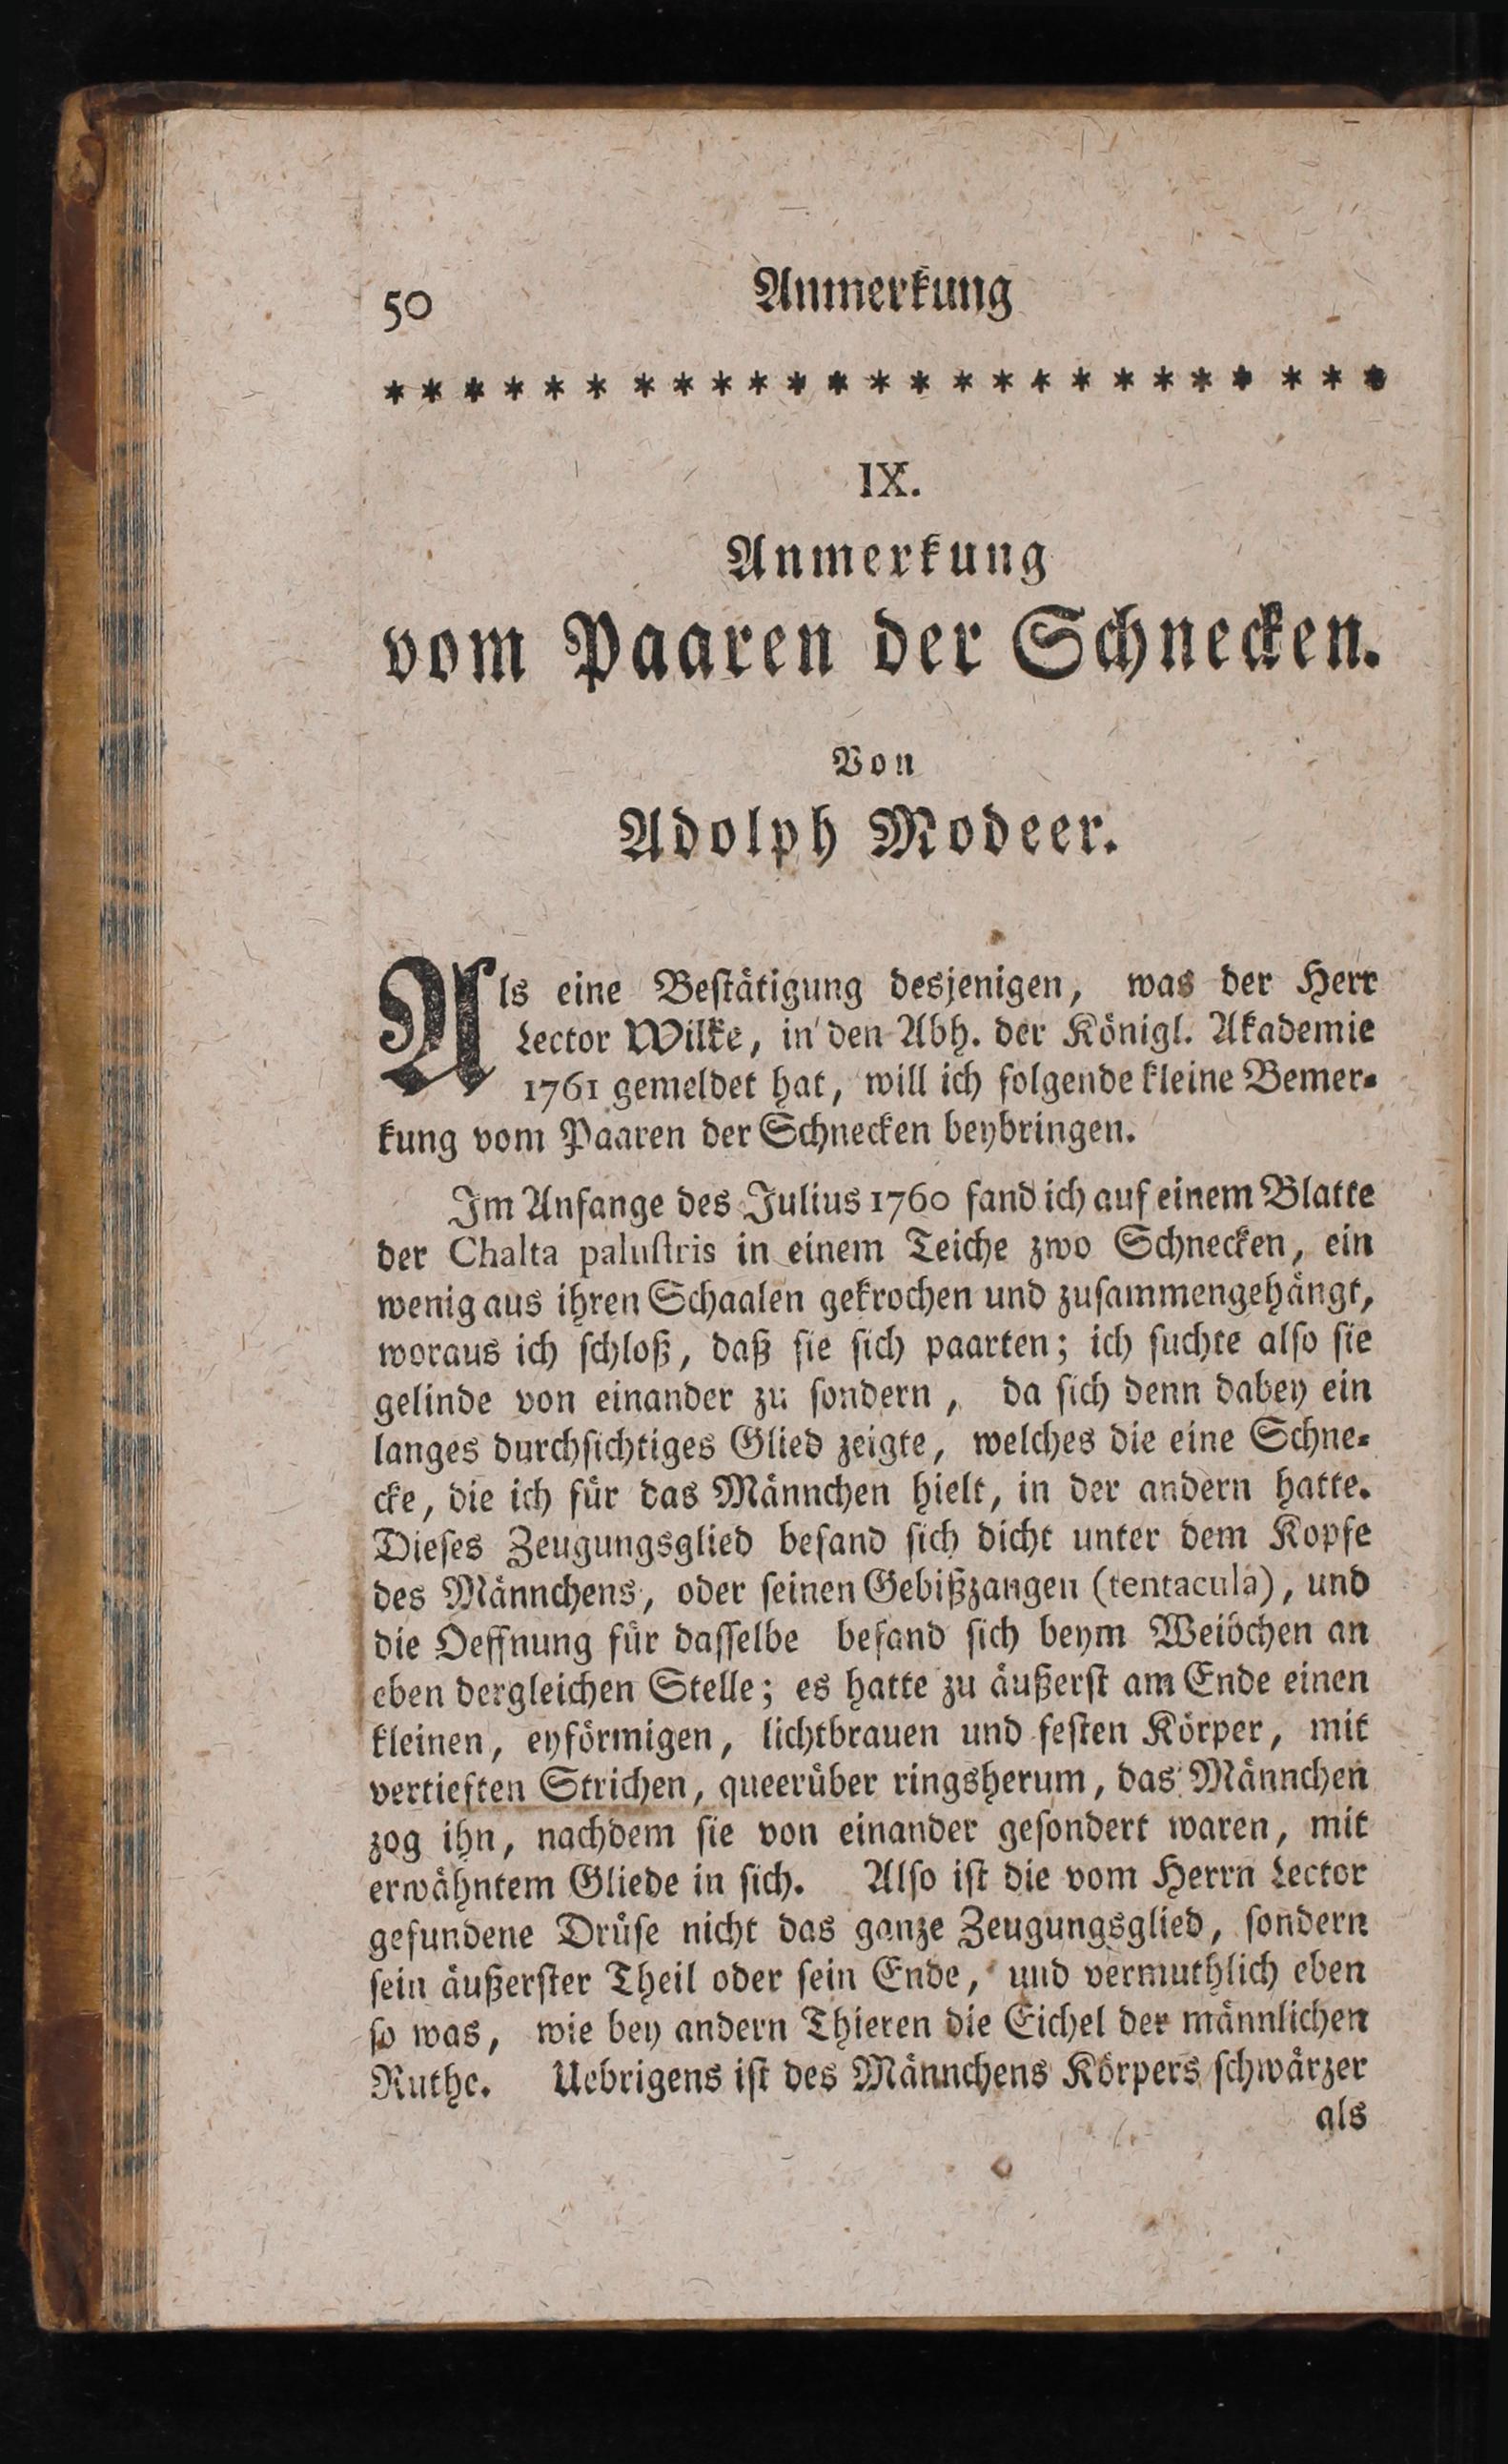 50 Anmerkung
* * * * * * * * * * * * * * * * * * * * * * * * *
IX.
Anmerkung
vom Paaren der Schnecken.
Von
Adolph Modeer.
Als eine Bestätigung desjenigen, was der Herr
Lector Wilke, in den Abh. der Königl. Akademie
1761 gemeldet hat, will ich folgende kleine Bemer-
kung vom Paaren der Schnecken beybringen.
Im Anfange des Julius 1760 fand ich auf einem Blatte
der Chalta palustris in einem Teiche zwo Schnecken, ein
wenig aus ihren Schaalen gekrochen und zusammengehängt,
woraus ich schloß, daß sie sich paarten; ich suchte also sie
gelinde von einander zu sondern, da sich denn dabey ein
langes durchsichtiges Glied zeigte, welches die eine Schne-
cke, die ich für das Männchen hielt, in der andern hatte.
Dieses Zeugungsglied befand sich dicht unter dem Kopfe
des Männchens, oder seinen Gebißzangen (tentacula), und
die Oeffnung für dasselbe befand sich beym Weibchen an
eben dergleichen Stelle; es hatte zu äußerst am Ende einen
kleinen, eyförmigen, lichtbrauen und festen Körper, mit
vertieften Strichen, queerüber ringsherum, das Männchen
zog ihn, nachdem sie von einander gesondert waren, mit
erwähntem Gliede in sich. Also ist die vom Herrn Lector
gefundene Drüse nicht das ganze Zeugungsglied, sondern
sein äußerster Theil oder sein Ende, und vermuthlich eben
so was, wie bey andern Thieren die Eichel der männlichen
Ruthe. Uebrigens ist des Männchens Körpers schwärzer
als